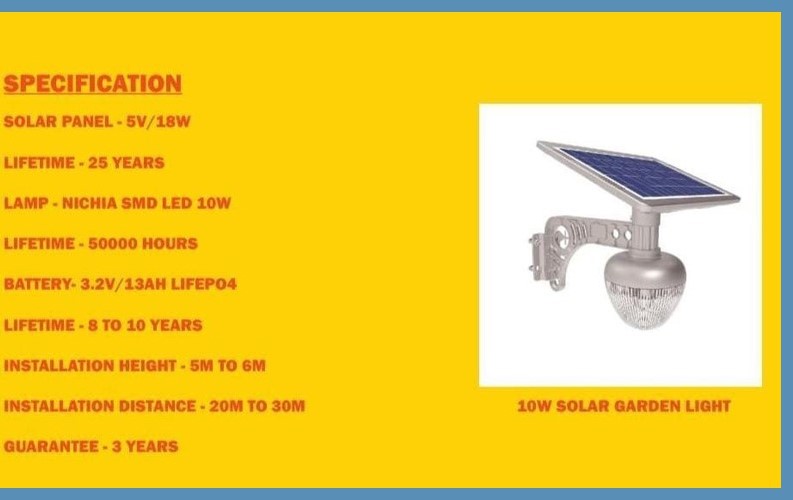 SPECIFICATION
SOLAR PANEL - 5V/18W
LIFETIME - 25 YEARS
LAMP - NICHIA SMD LED 10W
LIFETIME - 50000 HOURS
BATTERY- 3.2V/13AH LIFEPO4
LIFETIME - 8 TO 10 YEARS
INSTALLATION HEIGHT - 5M TO 6M
INSTALLATION DISTANCE - 20M TO 30M
GUARANTEE - 3 YEARS
10W SOLAR GARDEN LIGHT